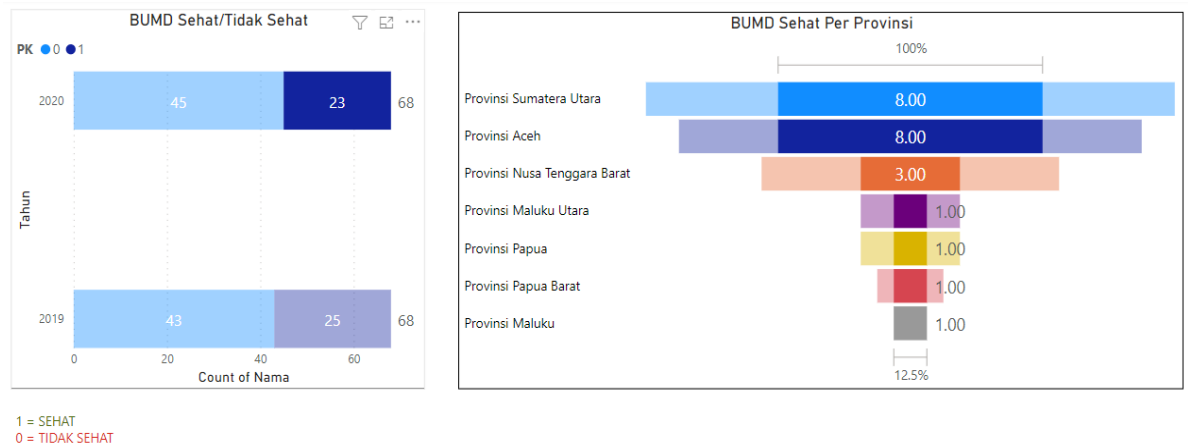 BUMD Sehat/Tidak Sehat
PK 0 1
2020
45
23
68
Tahun
2019
43
25
68
0
20
40
60
Count of Nama
BUMD Sehat Per Provinsi
100%
Provinsi Sumatera Utara 8.00
Provinsi Aceh 8.00
Provinsi Nusa Tenggara Barat 3.00
Provinsi Maluku Utara 1.00
Provinsi Papua 1.00
Provinsi Papua Barat 1.00
Provinsi Maluku 1.00
12.5%
1 = SEHAT
0 = TIDAK SEHAT